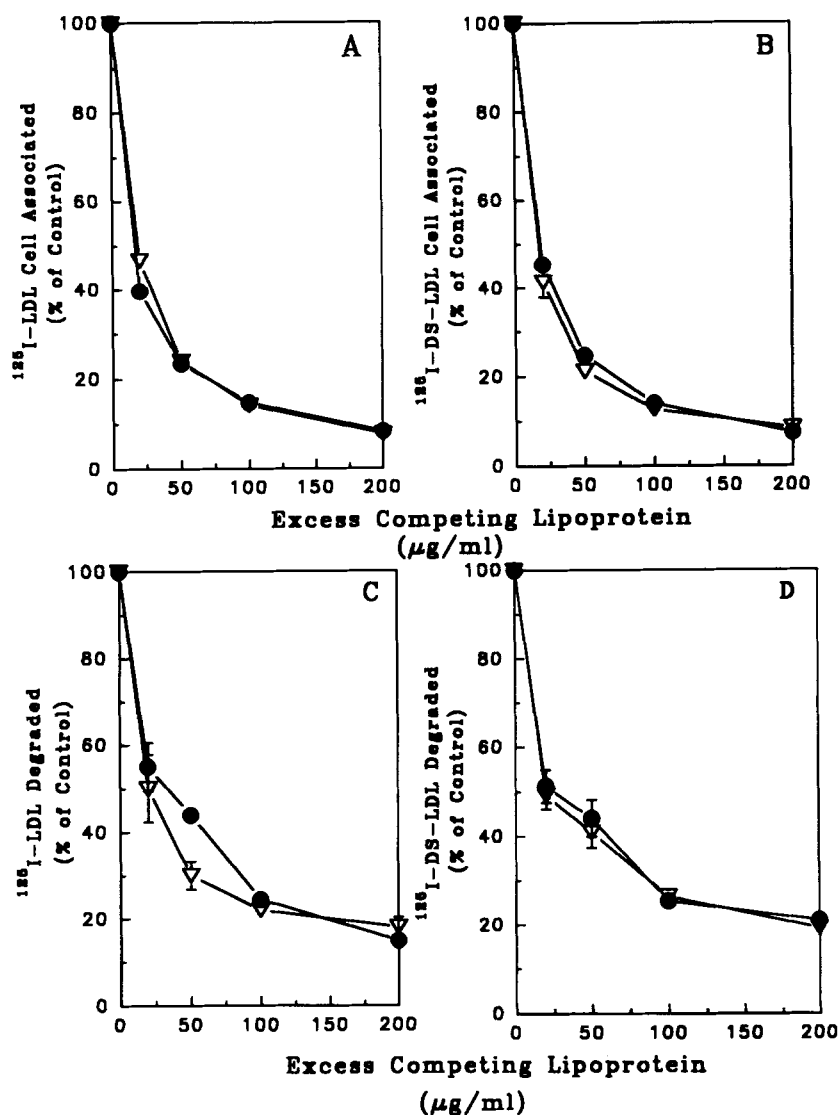 A
¹²⁵I-LDL Cell Associated
(% of Control)
100
80
60
40
20
0
0 50 100 150 200
B
¹²⁵I-DS-LDL Cell Associated
(% of Control)
100
80
60
40
20
0
0 50 100 150 200
Excess Competing Lipoprotein
(μg/ml)
C
¹²⁵I-LDL Degraded
(% of Control)
100
80
60
40
20
0
0 50 100 150 200
D
¹²⁵I-DS-LDL Degraded
(% of Control)
100
80
60
40
20
0
0 50 100 150 200
Excess Competing Lipoprotein
(μg/ml)